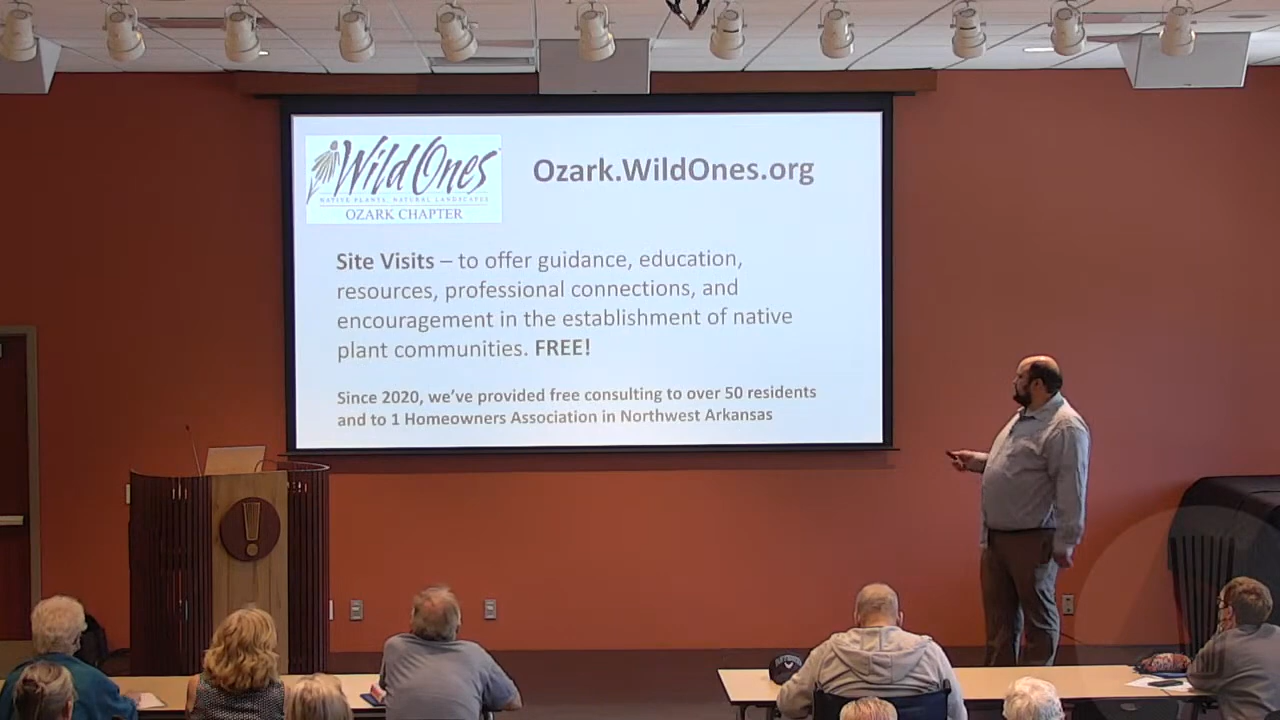 Wild Ones
NATIVE PLANTS, NATURAL LANDSCAPES
OZARK CHAPTER
Ozark.WildOnes.org
Site Visits – to offer guidance, education,
resources, professional connections, and
encouragement in the establishment of native
plant communities. FREE!
Since 2020, we've provided free consulting to over 50 residents
and to 1 Homeowners Association in Northwest Arkansas
!